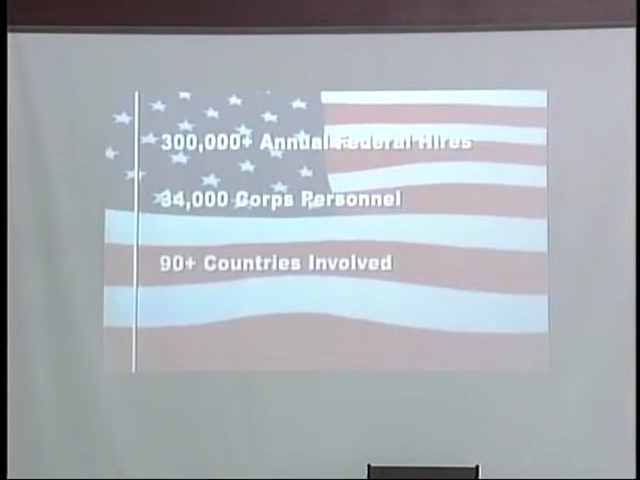 300,000+ Annual Federal Hires
34,000 Corps Personnel
90+ Countries Involved